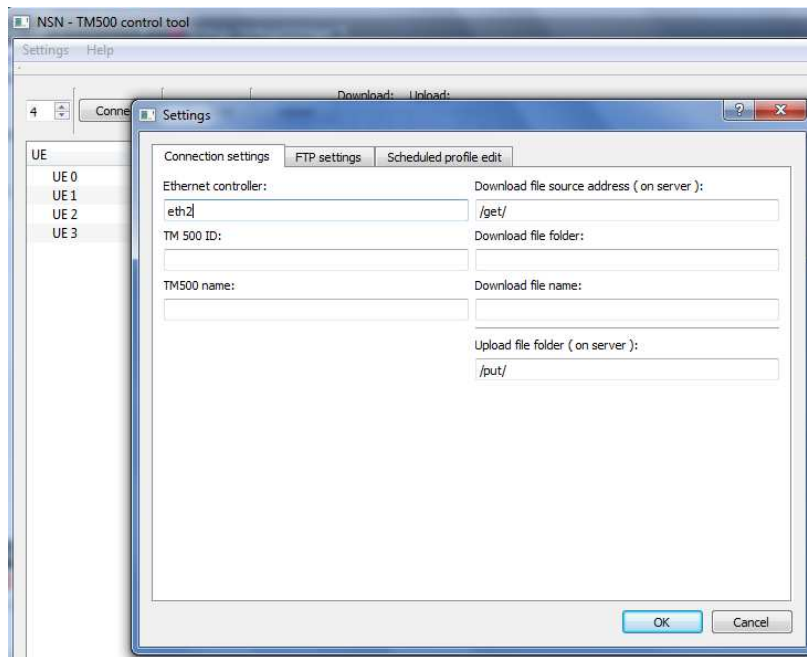 NSN - TM500 control tool
Settings Help
4
Download: Upload:
UE
UE 0
UE 1
UE 2
UE 3
Settings
Connection settings FTP settings Scheduled profile edit
Ethernet controller:
eth2
TM 500 ID:
TM500 name:
Download file source address ( on server ):
/get/
Download file folder:
Download file name:
Upload file folder ( on server ):
/put/
OK Cancel